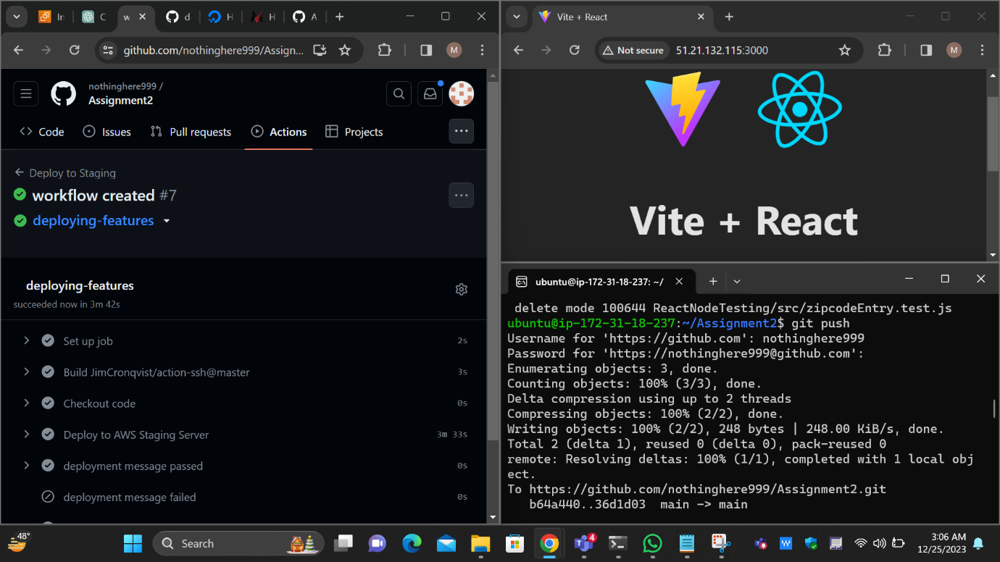 In
C
w
d
H
H
A
github.com/nothinghere999/Assign...
M
nothinghere999 /
Assignment2
Code
Issues
Pull requests
Actions
Projects
Deploy to Staging
workflow created #7
deploying-features
deploying-features
succeeded now in 3m 42s
Set up job 2s
Build JimCronqvist/action-ssh@master 3s
Checkout code 0s
Deploy to AWS Staging Server 3m 33s
deployment message passed 0s
deployment message failed 0s
Vite + React
Not secure 51.21.132.115:3000
M
Vite + React
ubuntu@ip-172-31-18-237: ~/
delete mode 100644 ReactNodeTesting/src/zipcodeEntry.test.js
ubuntu@ip-172-31-18-237:~/Assignment2$ git push
Username for 'https://github.com': nothinghere999
Password for 'https://nothinghere999@github.com':
Enumerating objects: 3, done.
Counting objects: 100% (3/3), done.
Delta compression using up to 2 threads
Compressing objects: 100% (2/2), done.
Writing objects: 100% (2/2), 248 bytes | 248.00 KiB/s, done.
Total 2 (delta 1), reused 0 (delta 0), pack-reused 0
remote: Resolving deltas: 100% (1/1), completed with 1 local obj
ect.
To https://github.com/nothinghere999/Assignment2.git
b64a440..36d1d03 main -> main
48°
Search
4
W
3:06 AM
12/25/2023